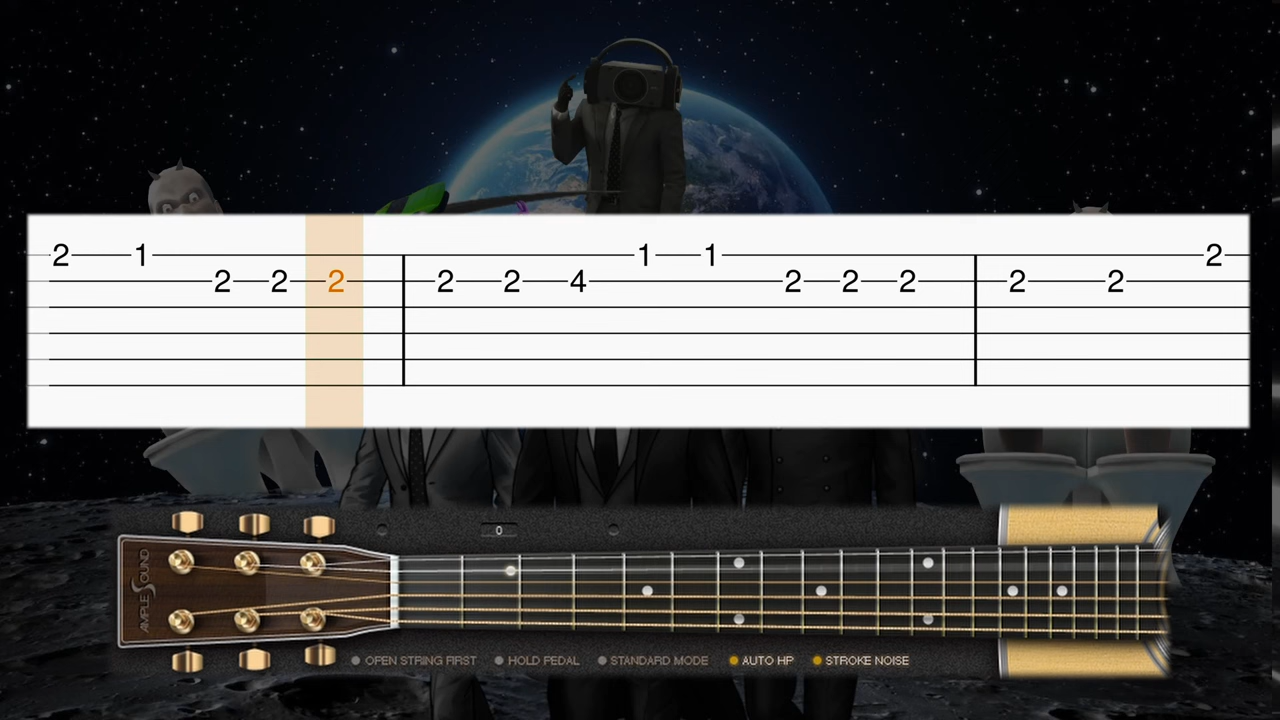 2 1 1 1 2
2 2 2 2 2 4 2 2 2 2 2
0
AMPLE SOUND
OPEN STRING FIRST HOLD PEDAL STANDARD MODE AUTO HP STROKE NOISE